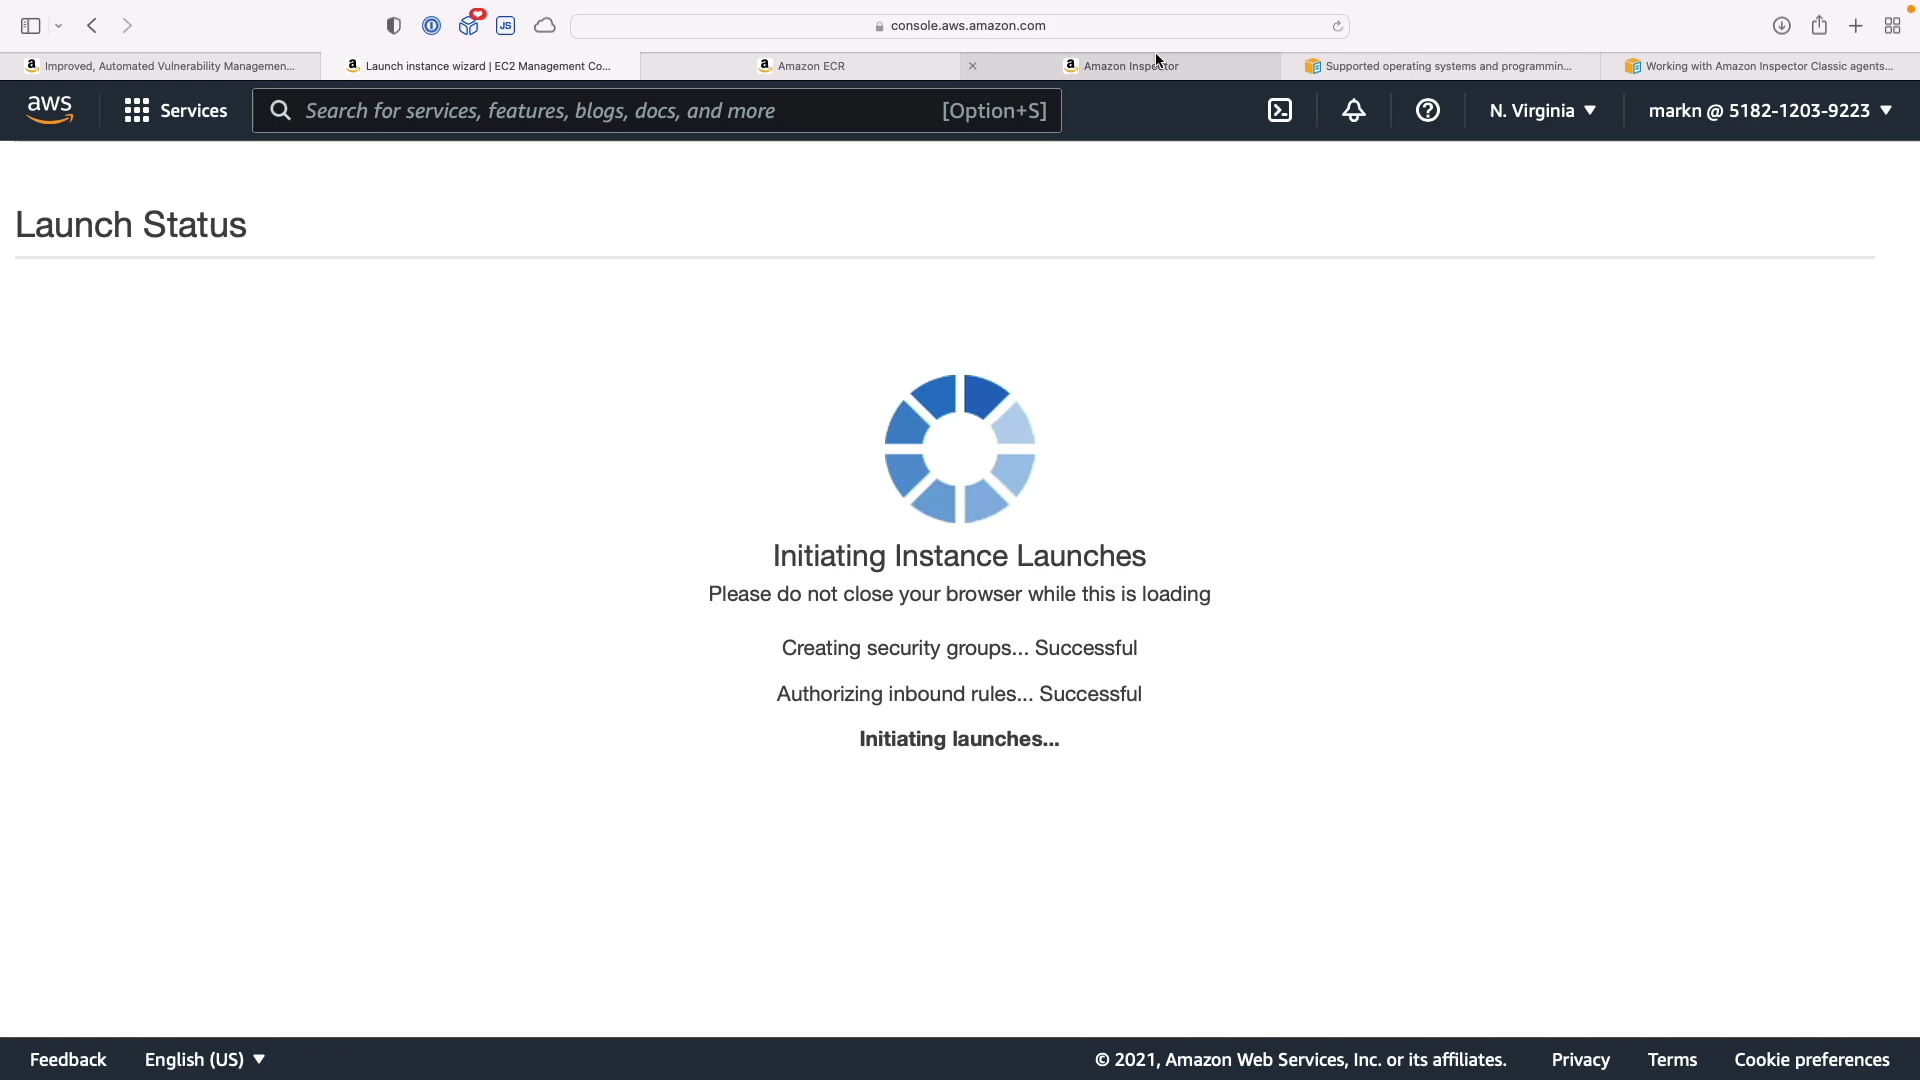 console.aws.amazon.com
JS
Improved, Automated Vulnerability Managemen...
Launch instance wizard | EC2 Management Co...
Amazon ECR
Amazon Inspector
Supported operating systems and programmin...
Working with Amazon Inspector Classic agents...
aws
Services
Search for services, features, blogs, docs, and more
[Option+S]
N. Virginia
markn @ 5182-1203-9223
Launch Status
Initiating Instance Launches
Please do not close your browser while this is loading
Creating security groups... Successful
Authorizing inbound rules... Successful
Initiating launches...
Feedback
English (US)
© 2021, Amazon Web Services, Inc. or its affiliates.
Privacy
Terms
Cookie preferences